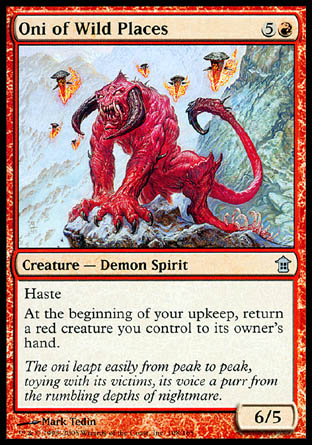 Oni of Wild Places 5
Creature — Demon Spirit
Haste
At the beginning of your upkeep, return
a red creature you control to its owner's
hand.
The oni leapt easily from peak to peak,
toying with its victims, its voice a purr from
the rumbling depths of nightmare.
Mark Tedin
6/5